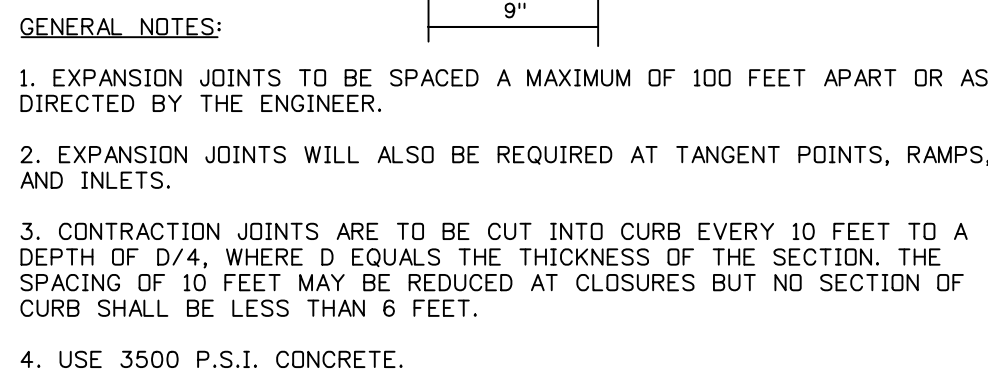 9"
GENERAL NOTES:
1. EXPANSION JOINTS TO BE SPACED A MAXIMUM OF 100 FEET APART OR AS
DIRECTED BY THE ENGINEER.
2. EXPANSION JOINTS WILL ALSO BE REQUIRED AT TANGENT POINTS, RAMPS,
AND INLETS.
3. CONTRACTION JOINTS ARE TO BE CUT INTO CURB EVERY 10 FEET TO A
DEPTH OF D/4, WHERE D EQUALS THE THICKNESS OF THE SECTION. THE
SPACING OF 10 FEET MAY BE REDUCED AT CLOSURES BUT NO SECTION OF
CURB SHALL BE LESS THAN 6 FEET.
4. USE 3500 P.S.I. CONCRETE.